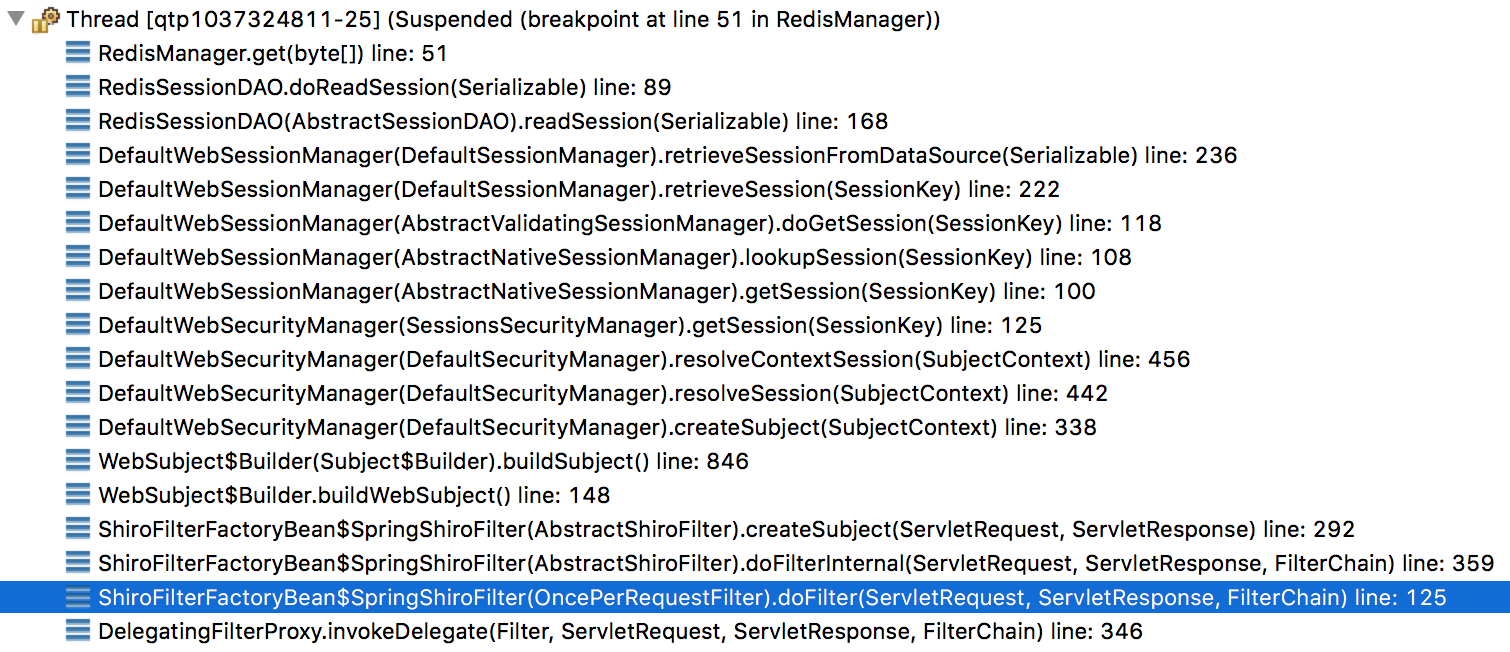 Thread [qtp1037324811-25] (Suspended (breakpoint at line 51 in RedisManager))
RedisManager.get(byte[]) line: 51
RedisSessionDAO.doReadSession(Serializable) line: 89
RedisSessionDAO(AbstractSessionDAO).readSession(Serializable) line: 168
DefaultWebSessionManager(DefaultSessionManager).retrieveSessionFromDataSource(Serializable) line: 236
DefaultWebSessionManager(DefaultSessionManager).retrieveSession(SessionKey) line: 222
DefaultWebSessionManager(AbstractValidatingSessionManager).doGetSession(SessionKey) line: 118
DefaultWebSessionManager(AbstractNativeSessionManager).lookupSession(SessionKey) line: 108
DefaultWebSessionManager(AbstractNativeSessionManager).getSession(SessionKey) line: 100
DefaultWebSecurityManager(SessionsSecurityManager).getSession(SessionKey) line: 125
DefaultWebSecurityManager(DefaultSecurityManager).resolveContextSession(SubjectContext) line: 456
DefaultWebSecurityManager(DefaultSecurityManager).resolveSession(SubjectContext) line: 442
DefaultWebSecurityManager(DefaultSecurityManager).createSubject(SubjectContext) line: 338
WebSubject$Builder(Subject$Builder).buildSubject() line: 846
WebSubject$Builder.buildWebSubject() line: 148
ShiroFilterFactoryBean$SpringShiroFilter(AbstractShiroFilter).createSubject(ServletRequest, ServletResponse) line: 292
ShiroFilterFactoryBean$SpringShiroFilter(AbstractShiroFilter).doFilterInternal(ServletRequest, ServletResponse, FilterChain) line: 359
ShiroFilterFactoryBean$SpringShiroFilter(OncePerRequestFilter).doFilter(ServletRequest, ServletResponse, FilterChain) line: 125
DelegatingFilterProxy.invokeDelegate(Filter, ServletRequest, ServletResponse, FilterChain) line: 346